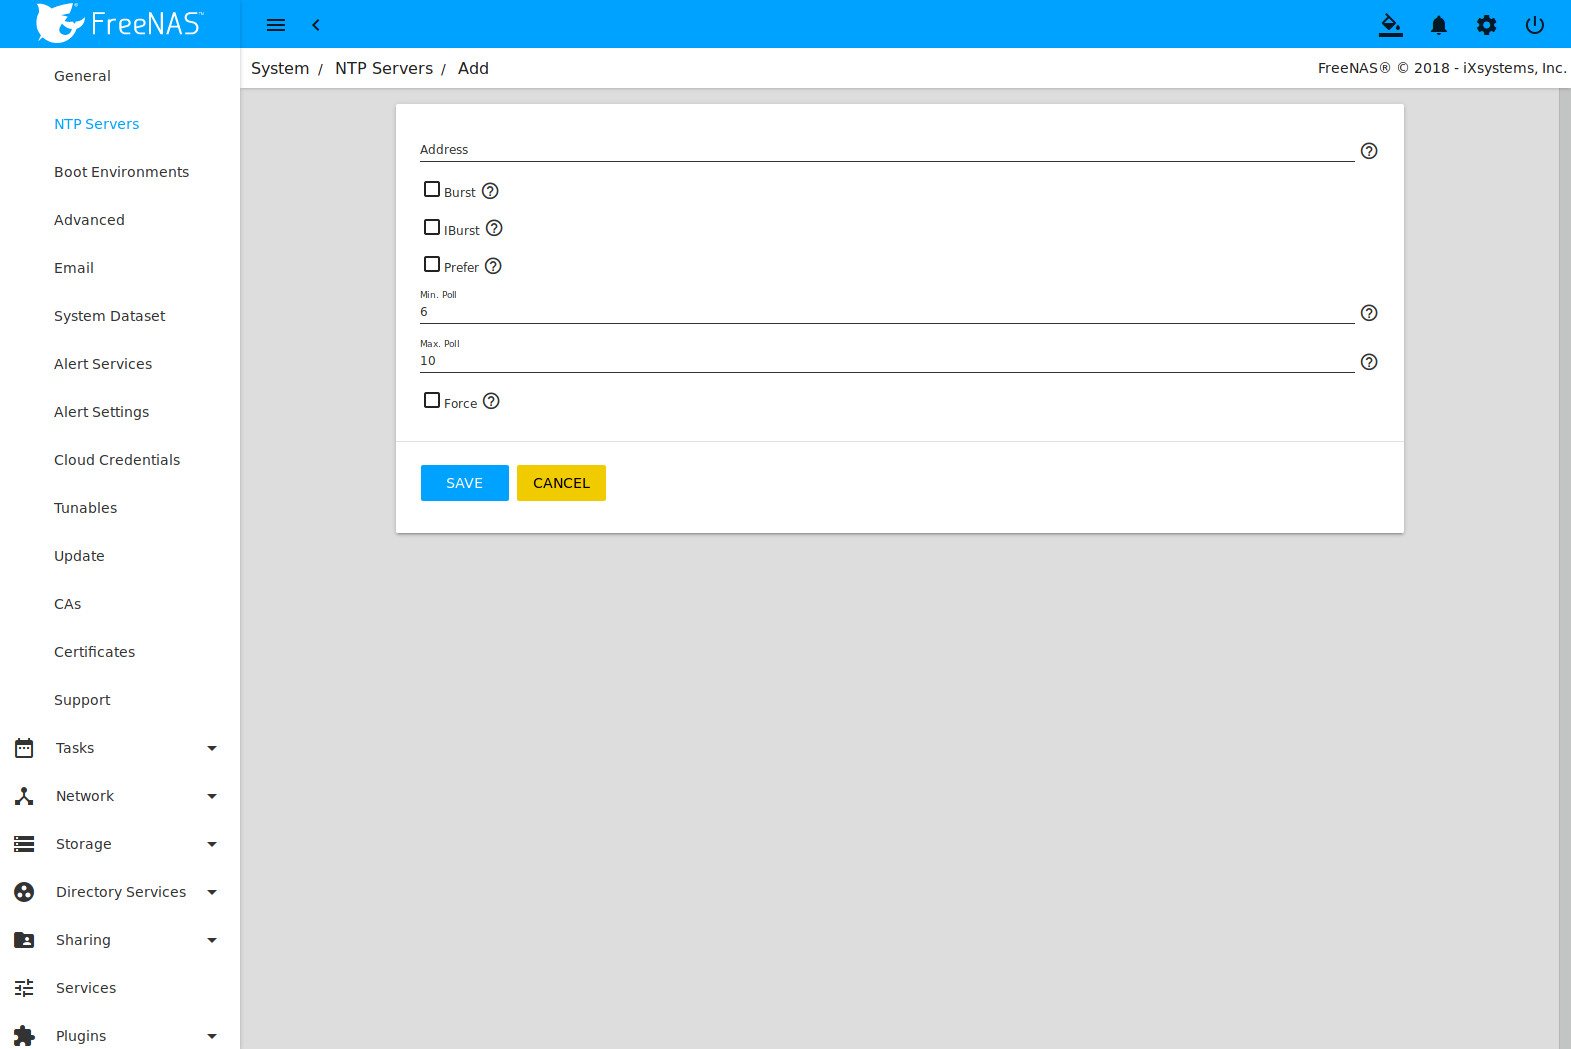 FreeNAS™
System / NTP Servers / Add
FreeNAS® © 2018 - iXsystems, Inc.
General
NTP Servers
Boot Environments
Advanced
Email
System Dataset
Alert Services
Alert Settings
Cloud Credentials
Tunables
Update
CAs
Certificates
Support
Tasks
Network
Storage
Directory Services
Sharing
Services
Plugins
Address
Burst
IBurst
Prefer
Min. Poll
6
Max. Poll
10
Force
SAVE CANCEL